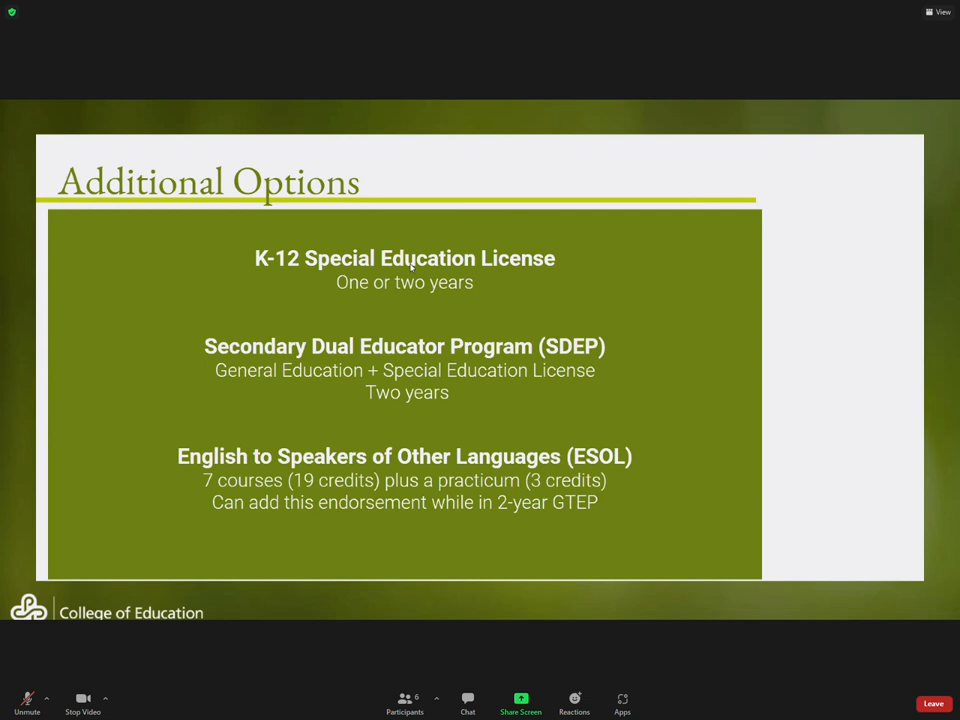 View
Additional Options
K-12 Special Education License
One or two years
Secondary Dual Educator Program (SDEP)
General Education + Special Education License
Two years
English to Speakers of Other Languages (ESOL)
7 courses (19 credits) plus a practicum (3 credits)
Can add this endorsement while in 2-year GTEP
College of Education
6
Unmute
Stop Video
Participants
Chat
Share Screen
Reactions
Apps
Leave